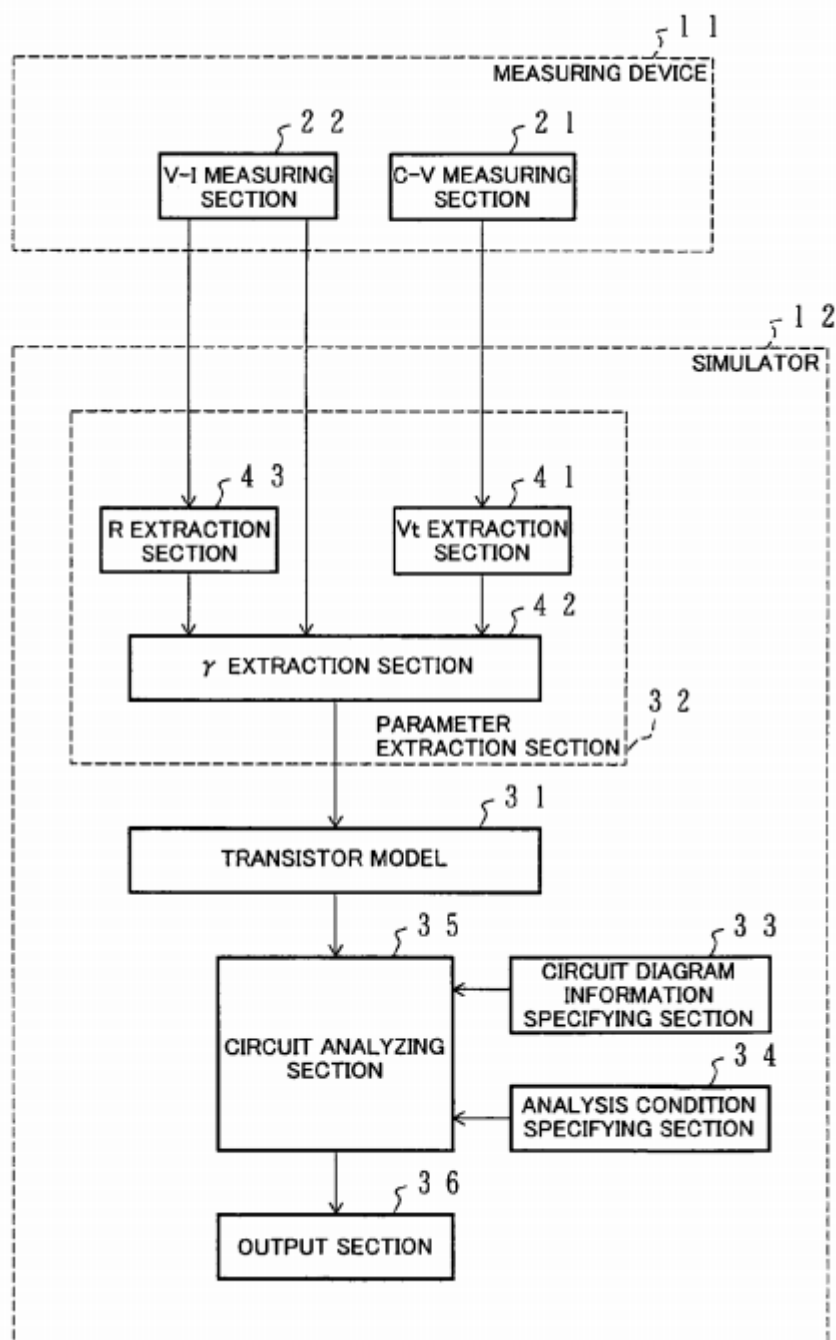 11
MEASURING DEVICE
22
21
V-I MEASURING
SECTION
C-V MEASURING
SECTION
12
SIMULATOR
43
41
R EXTRACTION
SECTION
Vt EXTRACTION
SECTION
42
γ EXTRACTION SECTION
PARAMETER
EXTRACTION SECTION
32
31
TRANSISTOR MODEL
35
33
CIRCUIT ANALYZING
SECTION
CIRCUIT DIAGRAM
INFORMATION
SPECIFYING SECTION
34
ANALYSIS CONDITION
SPECIFYING SECTION
36
OUTPUT SECTION